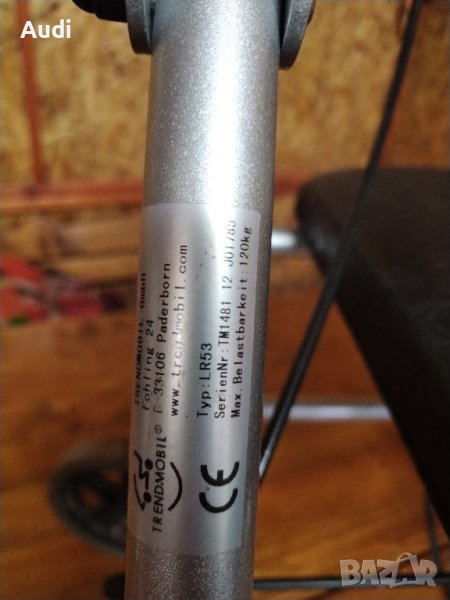 Audi
TRENDMOBIL GmbH
Fohling 24
D 33106 Paderborn
www.trendmobil.com
TRENDMOBIL®
Typ: LR53
SerienNr: TM1481 12 J01785
Max. Belastbarkeit: 120kg
CE
BAZAR